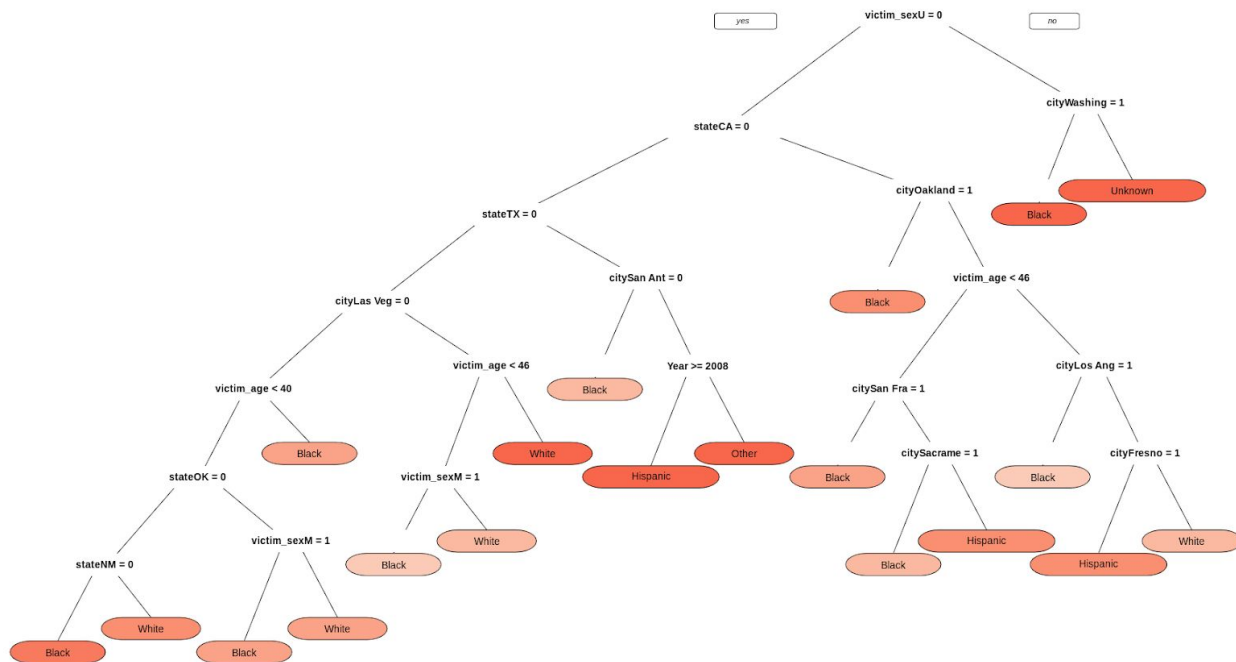 yes
victim_sexU = 0
no
cityWashing = 1
stateCA = 0
cityOakland = 1
Unknown
Black
stateTX = 0
citySan Ant = 0
victim_age < 46
cityLas Veg = 0
Black
victim_age < 46
Year >= 2008
cityLos Ang = 1
victim_age < 40
Black
citySan Fra = 1
Black
White
Other
citySacrame = 1
cityFresno = 1
stateOK = 0
victim_sexM = 1
Hispanic
Black
Black
victim_sexM = 1
White
Hispanic
White
stateNM = 0
Black
Black
Hispanic
White
White
Black
Black